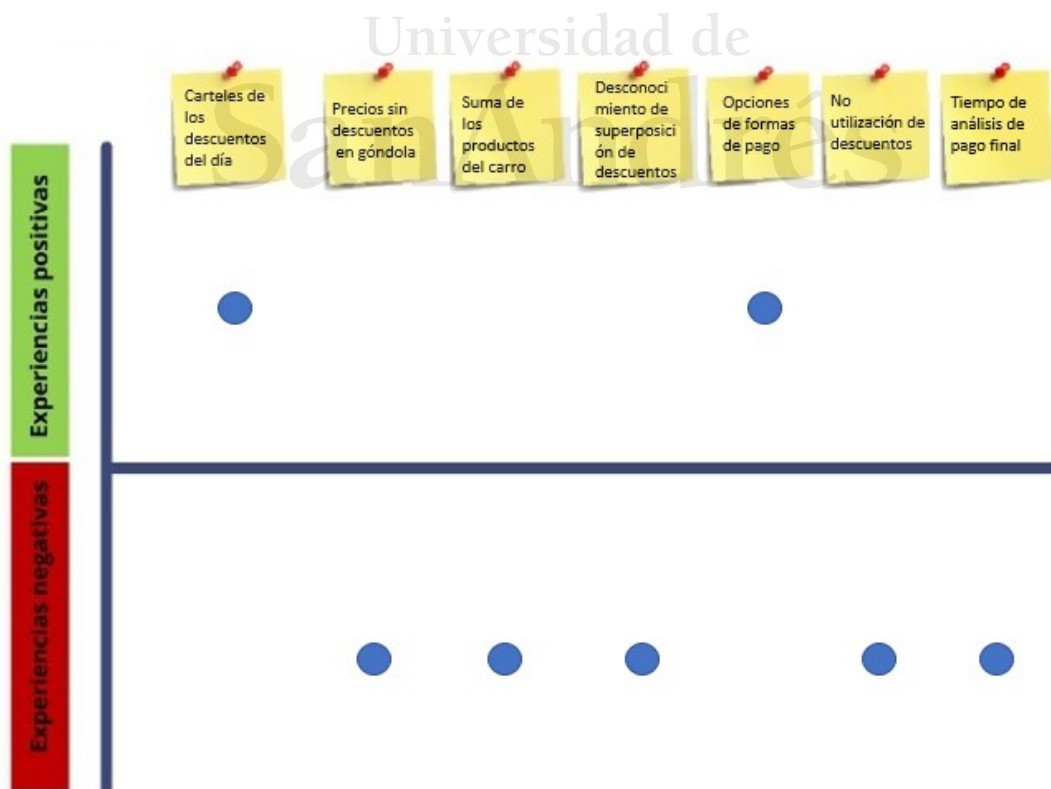 Universidad de
SanAndrés
Carteles de
los
descuentos
del día
Precios sin
descuentos
en góndola
Suma de
los
productos
del carro
Desconoci
miento de
superposici
ón de
descuentos
Opciones
de formas
de pago
No
utilización de
descuentos
Tiempo de
análisis de
pago final
Experiencias positivas
Experiencias negativas